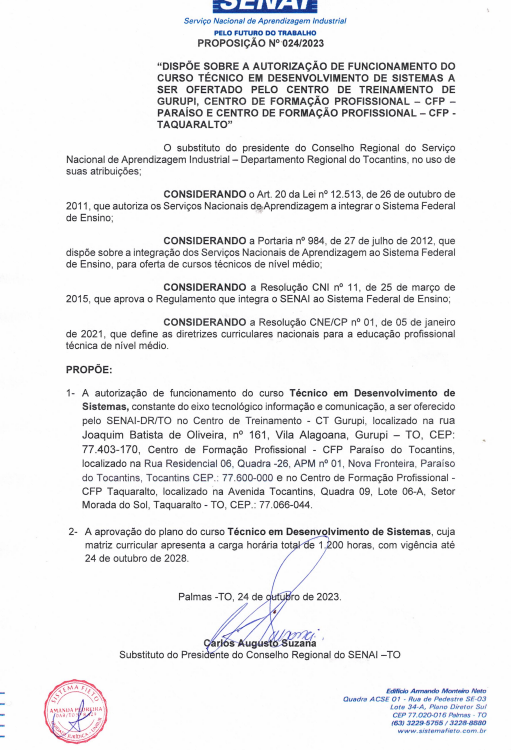 SENAI
Serviço Nacional de Aprendizagem Industrial
PELO FUTURO DO TRABALHO
PROPOSIÇÃO Nº 024/2023
"DISPÕE SOBRE A AUTORIZAÇÃO DE FUNCIONAMENTO DO
CURSO TÉCNICO EM DESENVOLVIMENTO DE SISTEMAS A
SER OFERTADO PELO CENTRO DE TREINAMENTO DE
GURUPI, CENTRO DE FORMAÇÃO PROFISSIONAL – CFP –
PARAÍSO E CENTRO DE FORMAÇÃO PROFISSIONAL – CFP -
TAQUARALTO"
O substituto do presidente do Conselho Regional do Serviço
Nacional de Aprendizagem Industrial – Departamento Regional do Tocantins, no uso de
suas atribuições;
CONSIDERANDO o Art. 20 da Lei nº 12.513, de 26 de outubro de
2011, que autoriza os Serviços Nacionais de Aprendizagem a integrar o Sistema Federal
de Ensino;
CONSIDERANDO a Portaria nº 984, de 27 de julho de 2012, que
dispõe sobre a integração dos Serviços Nacionais de Aprendizagem ao Sistema Federal
de Ensino, para oferta de cursos técnicos de nível médio;
CONSIDERANDO a Resolução CNI nº 11, de 25 de março de
2015, que aprova o Regulamento que integra o SENAI ao Sistema Federal de Ensino;
CONSIDERANDO a Resolução CNE/CP nº 01, de 05 de janeiro
de 2021, que define as diretrizes curriculares nacionais para a educação profissional
técnica de nível médio.
PROPÕE:
1- A autorização de funcionamento do curso Técnico em Desenvolvimento de
Sistemas, constante do eixo tecnológico informação e comunicação, a ser oferecido
pelo SENAI-DR/TO no Centro de Treinamento - CT Gurupi, localizado na rua
Joaquim Batista de Oliveira, nº 161, Vila Alagoana, Gurupi – TO, CEP:
77.403-170, Centro de Formação Profissional - CFP Paraíso do Tocantins,
localizado na Rua Residencial 06, Quadra -26, APM nº 01, Nova Fronteira, Paraíso
do Tocantins, Tocantins CEP.: 77.600-000 e no Centro de Formação Profissional -
CFP Taquaralto, localizado na Avenida Tocantins, Quadra 09, Lote 06-A, Setor
Morada do Sol, Taquaralto - TO, CEP.: 77.066-044.
2- A aprovação do plano do curso Técnico em Desenvolvimento de Sistemas, cuja
matriz curricular apresenta a carga horária total de 1.200 horas, com vigência até
24 de outubro de 2028.
Palmas -TO, 24 de outubro de 2023.
Carlos Augusto Suzana
Substituto do Presidente do Conselho Regional do SENAI –TO
SISTEMA FIETO
Edifício Armando Monteiro Neto
Quadra ACSE 01 - Rua de Pedestre SE-03
Lote 34-A, Plano Diretor Sul
CEP 77.020-016 Palmas - TO
(63) 3229-5755 / 3228-8880
www.sistemafieto.com.br